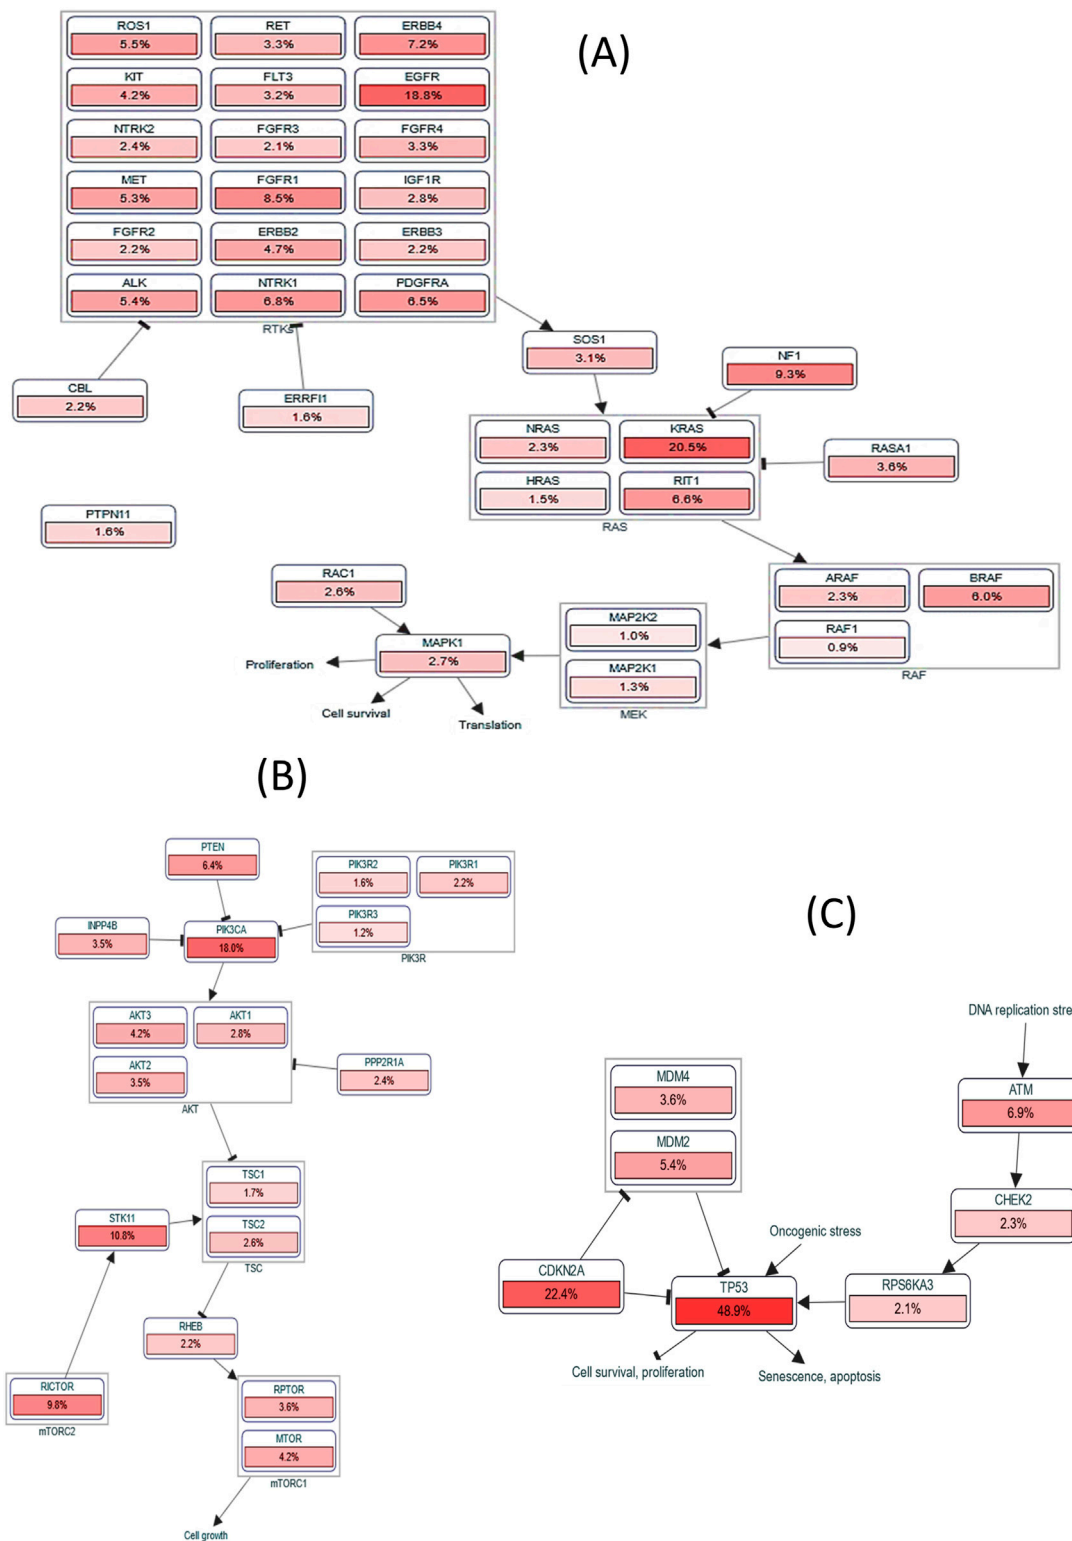 (A)
ROS1 RET ERBB4
5.5% 3.3% 7.2%
KIT FLT3 EGFR
4.2% 3.2% 18.8%
NTRK2 FGFR3 FGFR4
2.4% 2.1% 3.3%
MET FGFR1 IGF1R
5.3% 8.5% 2.8%
FGFR2 ERBB2 ERBB3
2.2% 4.7% 2.2%
ALK NTRK1 PDGFRA
5.4% 6.8% 6.5%
RTKs
SOS1
3.1%
NF1
9.3%
CBL
2.2%
ERRFI1
1.6%
NRAS KRAS
2.3% 20.5%
HRAS RIT1
1.5% 6.6%
RAS
RASA1
3.6%
PTPN11
1.6%
ARAF BRAF
2.3% 6.0%
RAF1
0.9%
RAF
RAC1
2.6%
MAP2K2
1.0%
MAP2K1
1.3%
MEK
MAPK1
2.7%
Proliferation
Cell survival
Translation
(B)
PTEN
6.4%
PIK3R2 PIK3R1
1.6% 2.2%
PIK3R3
1.2%
PIK3R
INPP4B
3.5%
PIK3CA
18.0%
AKT3 AKT1
4.2% 2.8%
AKT2
3.5%
AKT
PPP2R1A
2.4%
TSC1
1.7%
TSC2
2.6%
TSC
STK11
10.8%
RHEB
2.2%
RICTOR
9.8%
mTORC2
RPTOR
3.6%
MTOR
4.2%
mTORC1
Cell growth
(C)
DNA replication stre
MDM4
3.6%
MDM2
5.4%
ATM
6.9%
CHEK2
2.3%
Oncogenic stress
CDKN2A
22.4%
TP53
48.9%
RPS6KA3
2.1%
Cell survival, proliferation
Senescence, apoptosis